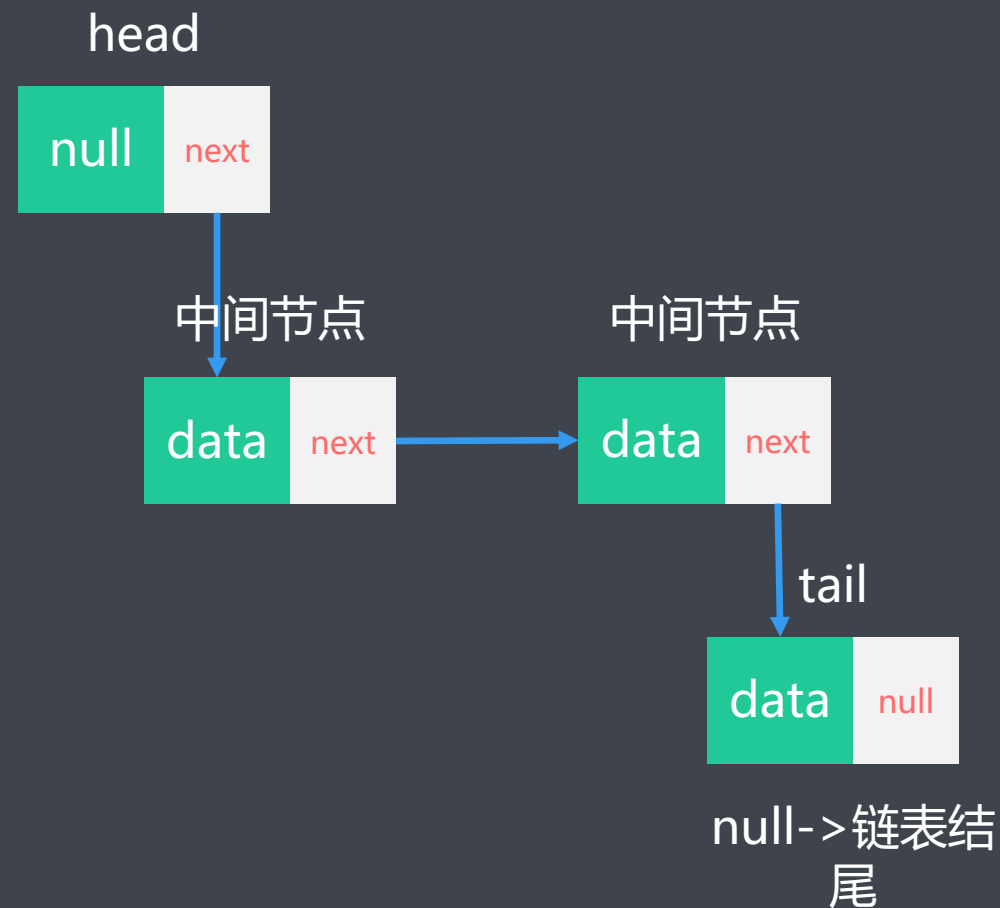 head
null next
中间节点 中间节点
data next data next
tail
data null
null->链表结
尾